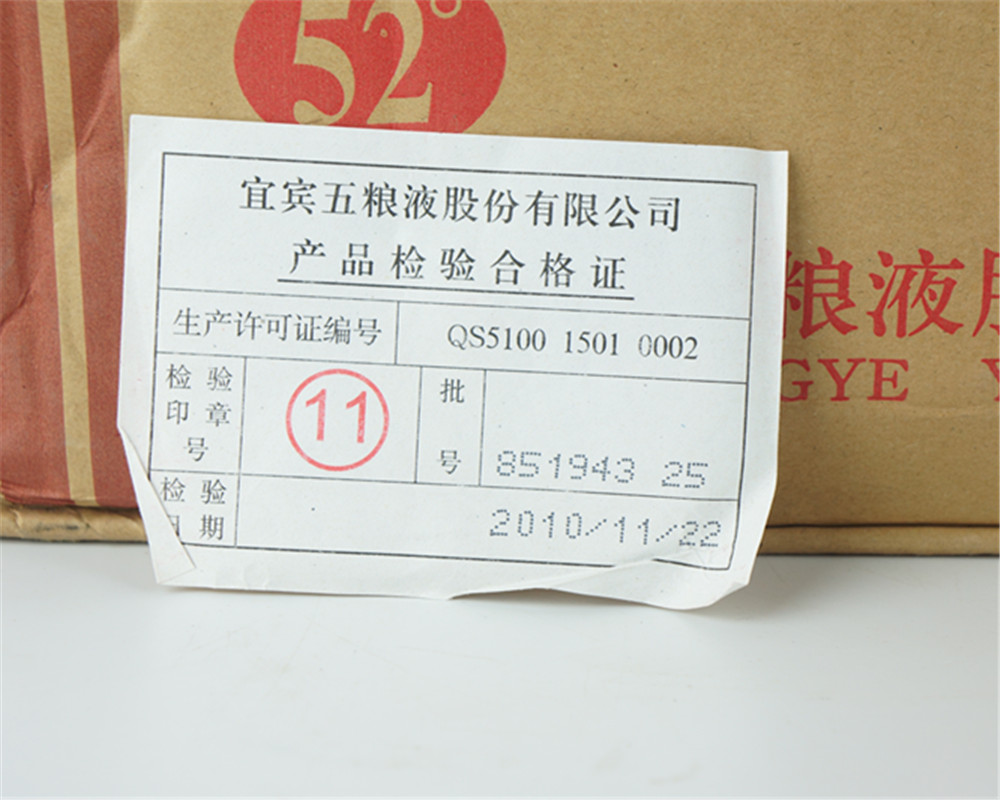 52°
宜宾五粮液股份有限公司
产品检验合格证
生产许可证编号 QS5100 1501 0002
检验印章号 11 批号 851943 25
检验日期 2010/11/22
粮液股
GYE Y